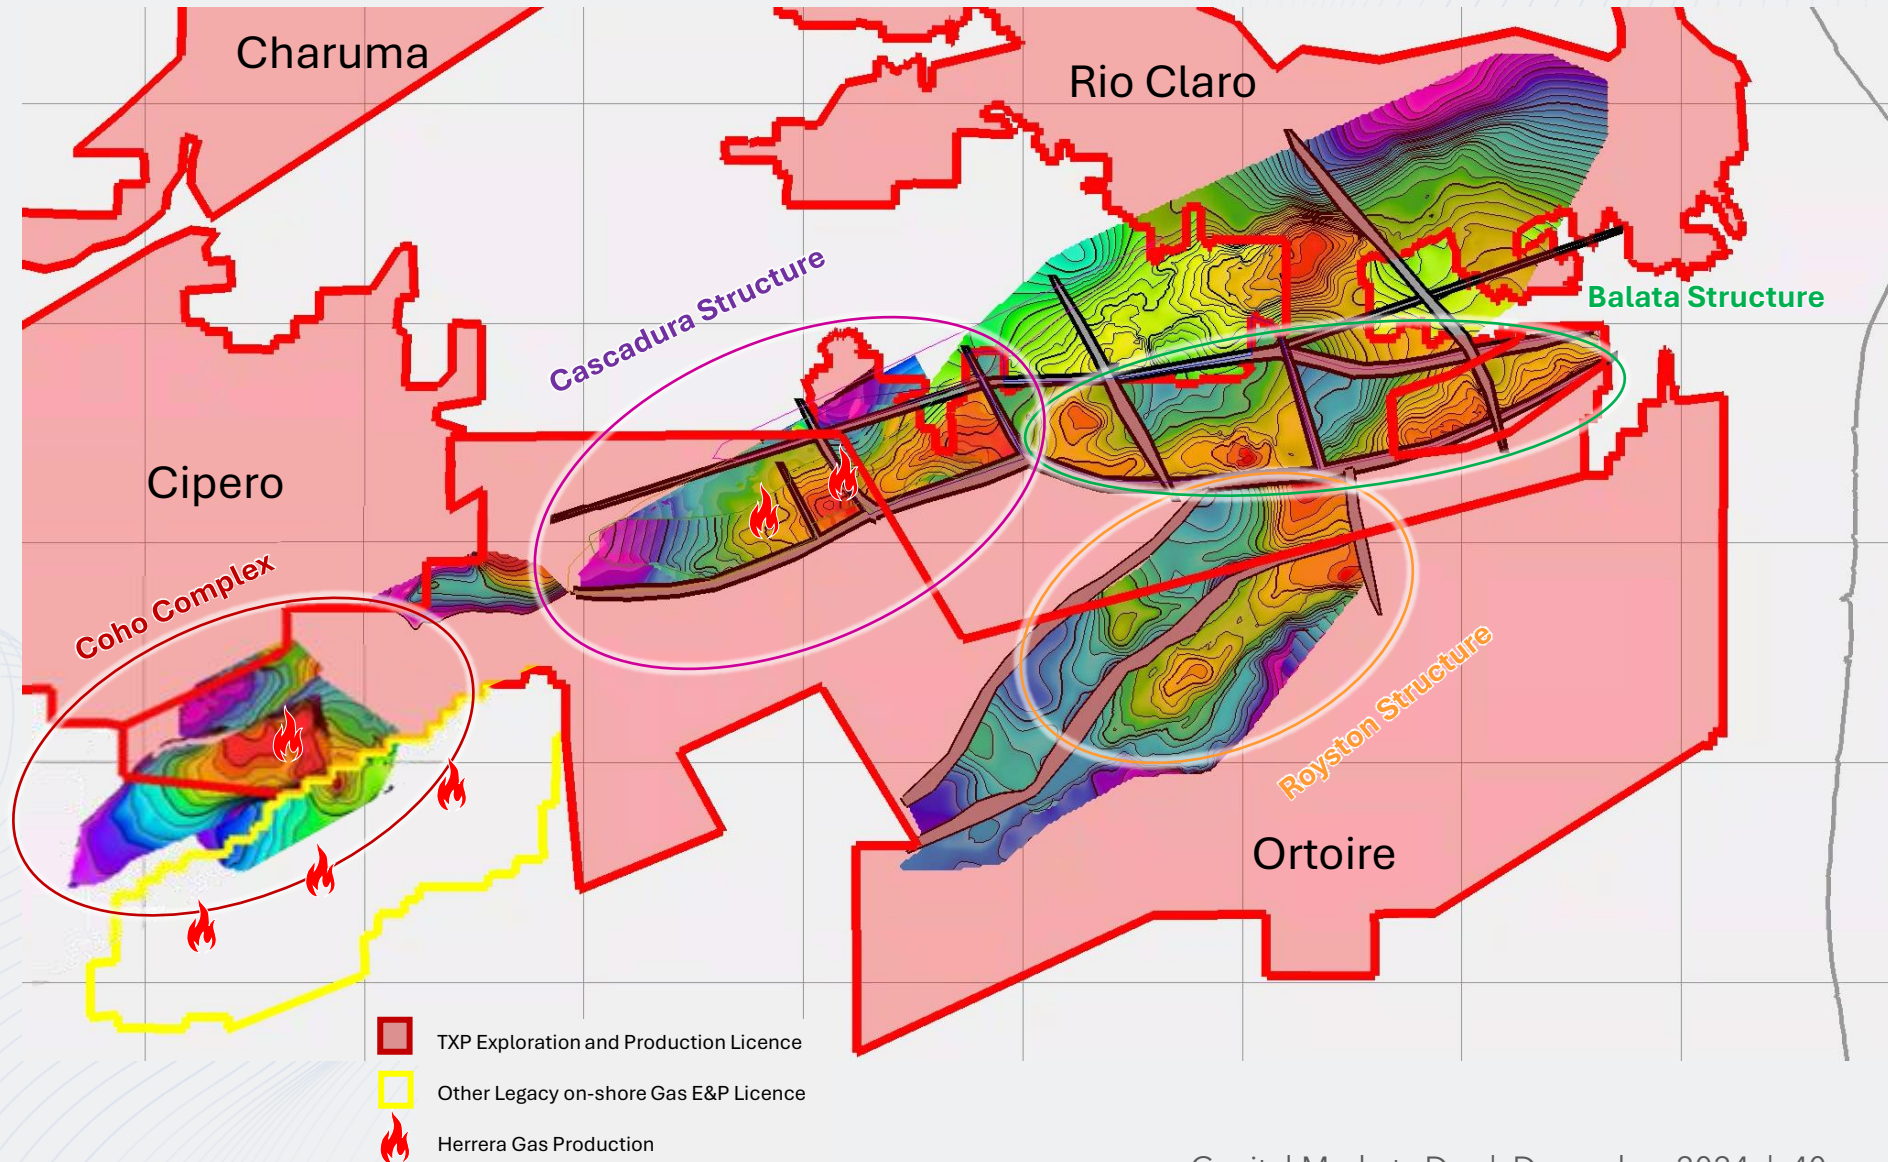 Charuma
Rio Claro
Cascadura Structure
Balata Structure
Cipero
Coho Complex
Royston Structure
Ortoire
TXP Exploration and Production Licence
Other Legacy on-shore Gas E&P Licence
Herrera Gas Production